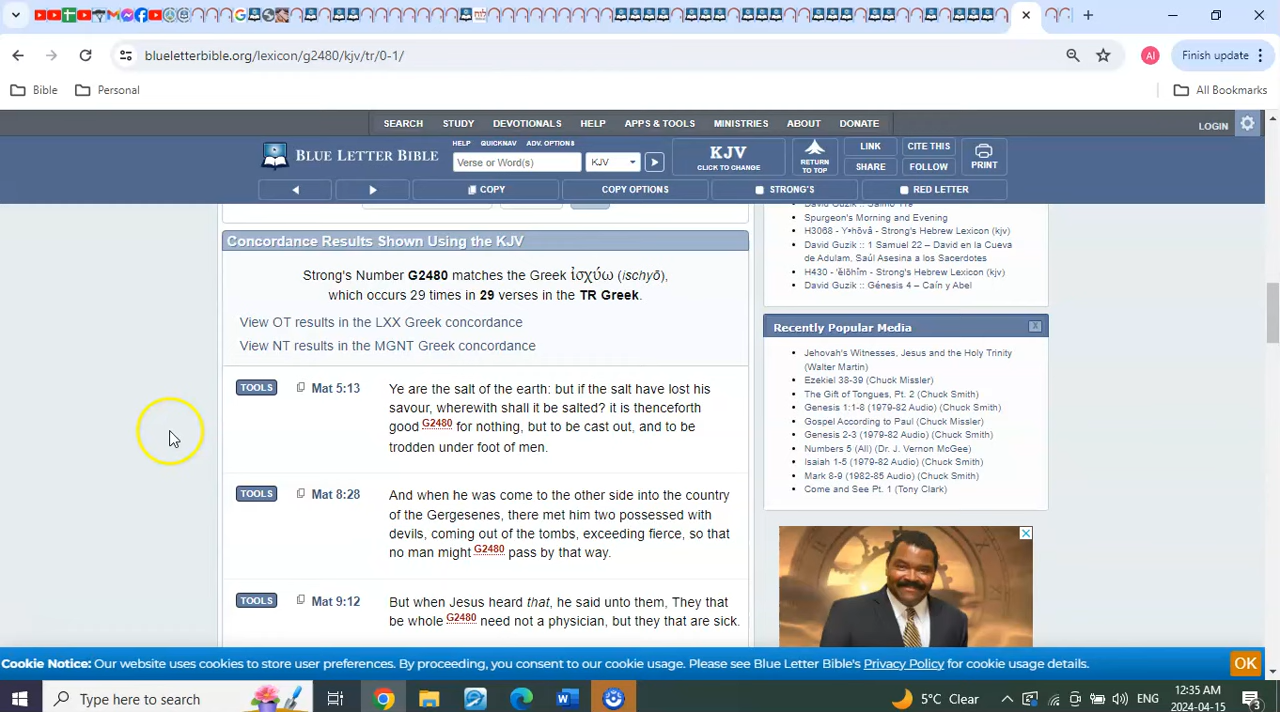 blueletterbible.org/lexicon/g2480/kjv/tr/0-1/
AI
Finish update
Bible
Personal
All Bookmarks
SEARCH STUDY DEVOTIONALS HELP APPS & TOOLS MINISTRIES ABOUT DONATE
LOGIN
BLUE LETTER BIBLE
HELP QUICKNAV ADV. OPTIONS
Verse or Word(s)
KJV
KJV
CLICK TO CHANGE
RETURN
TO TOP
LINK
CITE THIS
SHARE
FOLLOW
PRINT
COPY
COPY OPTIONS
STRONG'S
RED LETTER
Concordance Results Shown Using the KJV
Strong's Number G2480 matches the Greek ἰσχύω (ischyō),
which occurs 29 times in 29 verses in the TR Greek.
View OT results in the LXX Greek concordance
View NT results in the MGNT Greek concordance
TOOLS
Mat 5:13
Ye are the salt of the earth: but if the salt have lost his
savour, wherewith shall it be salted? it is thenceforth
good G2480 for nothing, but to be cast out, and to be
trodden under foot of men.
TOOLS
Mat 8:28
And when he was come to the other side into the country
of the Gergesenes, there met him two possessed with
devils, coming out of the tombs, exceeding fierce, so that
no man might G2480 pass by that way.
TOOLS
Mat 9:12
But when Jesus heard that, he said unto them, They that
be whole G2480 need not a physician, but they that are sick.
Spurgeon's Morning and Evening
H3068 - Yᵊhōvâ - Strong's Hebrew Lexicon (kjv)
David Guzik :: 1 Samuel 22 – David en la Cueva
de Adulam, Saúl Asesina a los Sacerdotes
H430 - 'ĕlōhîm - Strong's Hebrew Lexicon (kjv)
David Guzik :: Génesis 4 – Caín y Abel
Recently Popular Media
Jehovah's Witnesses, Jesus and the Holy Trinity
(Walter Martin)
Ezekiel 38-39 (Chuck Missler)
The Gift of Tongues, Pt. 2 (Chuck Smith)
Genesis 1:1-8 (1979-82 Audio) (Chuck Smith)
Gospel According to Paul (Chuck Missler)
Genesis 2-3 (1979-82 Audio) (Chuck Smith)
Numbers 5 (All) (Dr. J. Vernon McGee)
Isaiah 1-5 (1979-82 Audio) (Chuck Smith)
Mark 8-9 (1982-85 Audio) (Chuck Smith)
Come and See Pt. 1 (Tony Clark)
Cookie Notice: Our website uses cookies to store user preferences. By proceeding, you consent to our cookie usage. Please see Blue Letter Bible's Privacy Policy for cookie usage details.
OK
Type here to search
5°C Clear
ENG
12:35 AM
2024-04-15
3